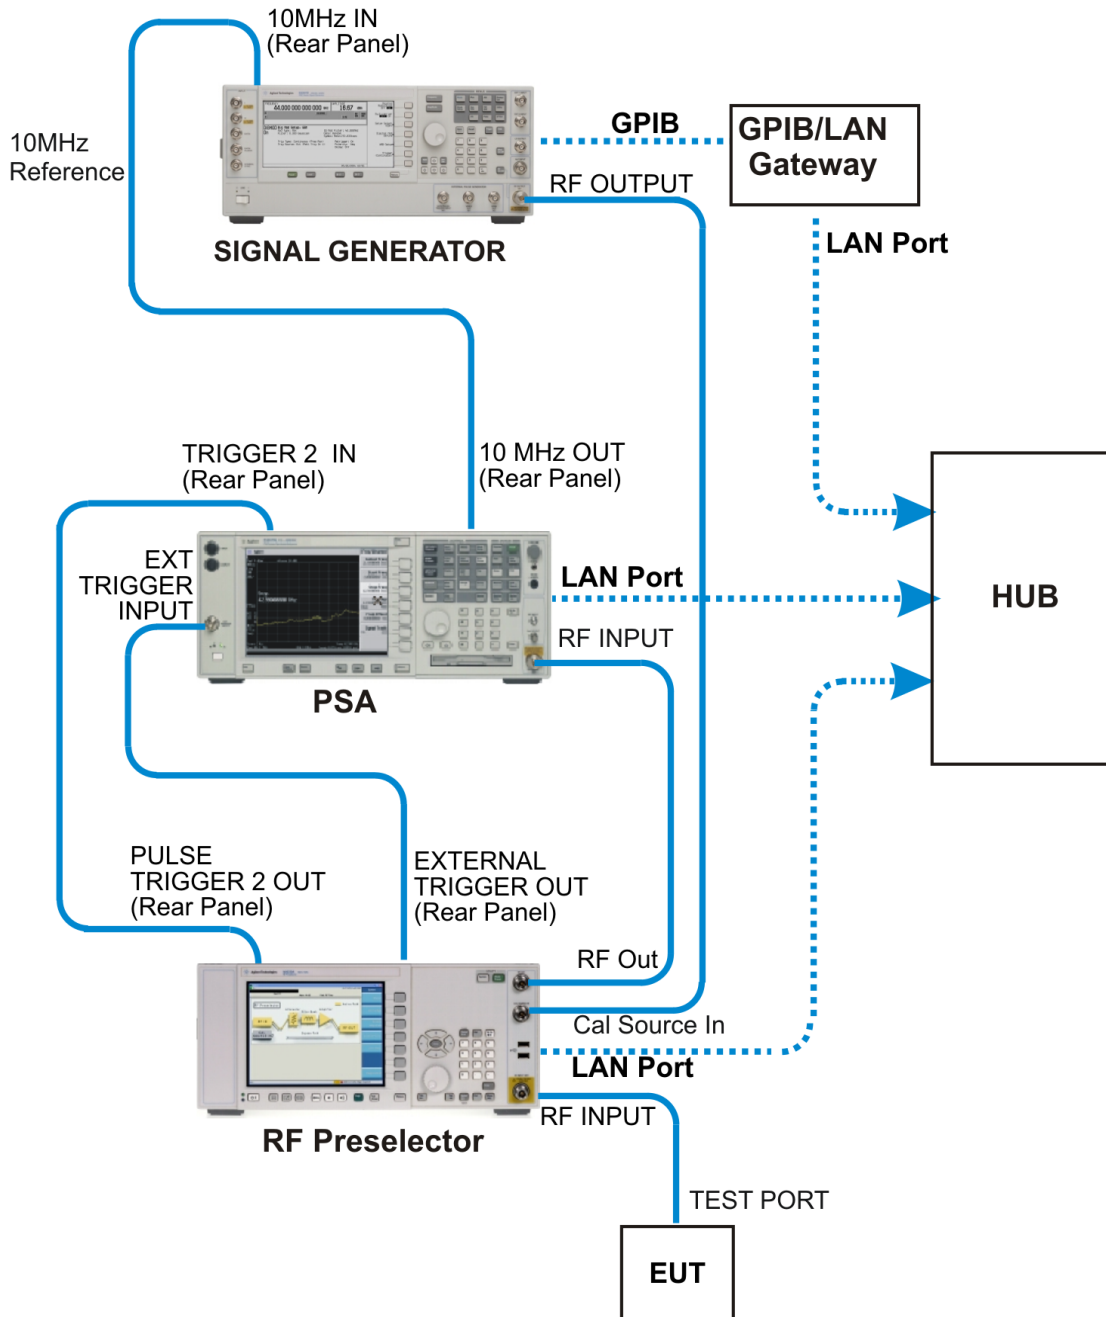 10MHz IN
(Rear Panel)
10MHz
Reference
GPIB
GPIB/LAN
Gateway
RF OUTPUT
SIGNAL GENERATOR
LAN Port
TRIGGER 2 IN
(Rear Panel)
10 MHz OUT
(Rear Panel)
EXT
TRIGGER
INPUT
LAN Port
HUB
RF INPUT
PSA
PULSE
TRIGGER 2 OUT
(Rear Panel)
EXTERNAL
TRIGGER OUT
(Rear Panel)
RF Out
Cal Source In
LAN Port
RF INPUT
RF Preselector
TEST PORT
EUT